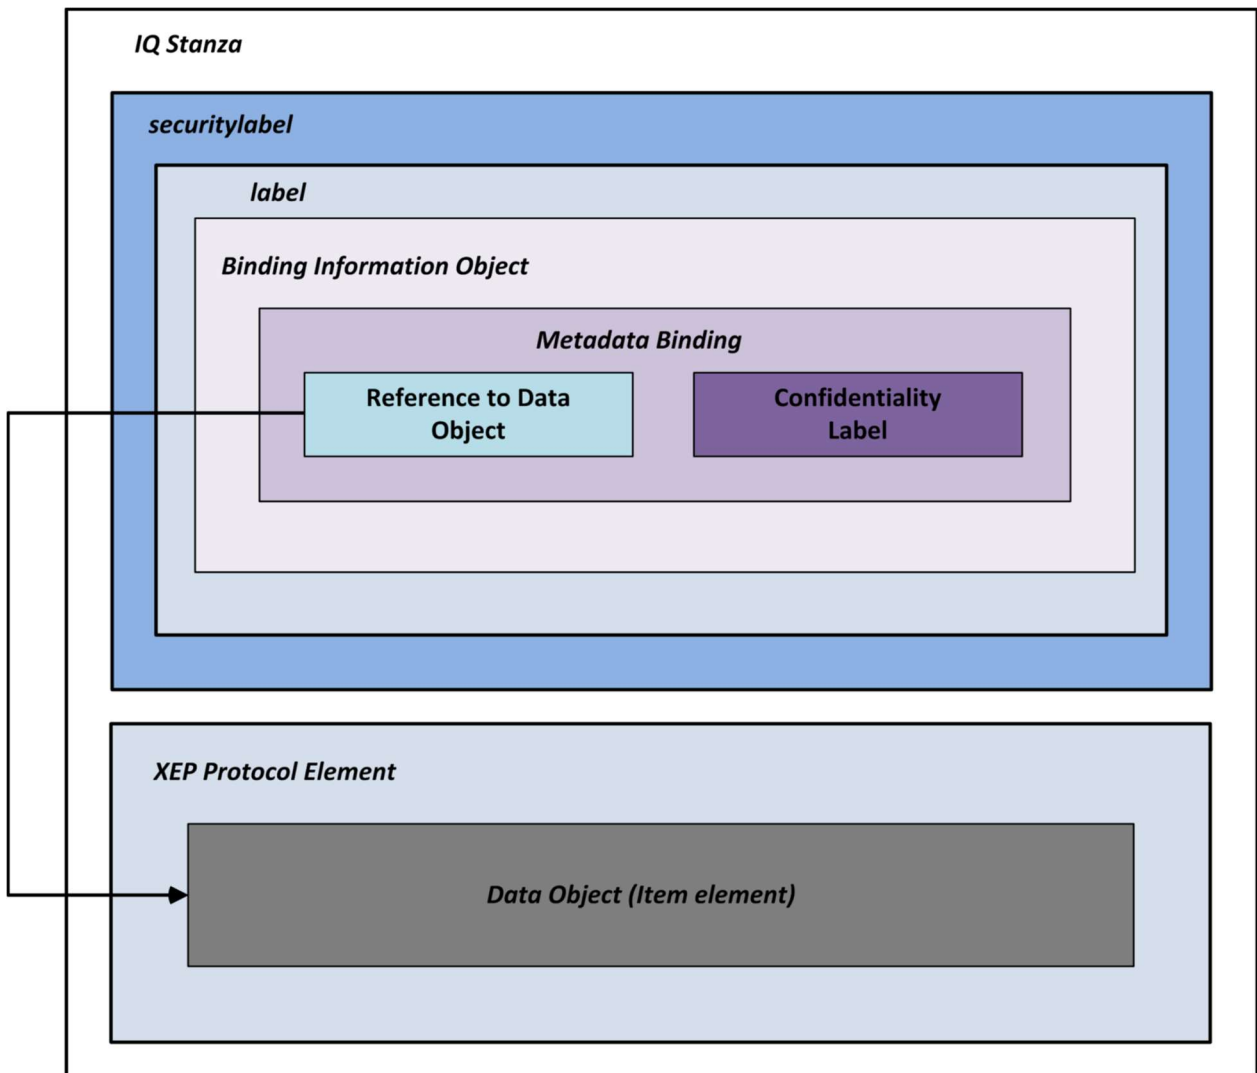 IQ Stanza
securitylabel
label
Binding Information Object
Metadata Binding
Reference to Data
Object
Confidentiality
Label
XEP Protocol Element
Data Object (Item element)